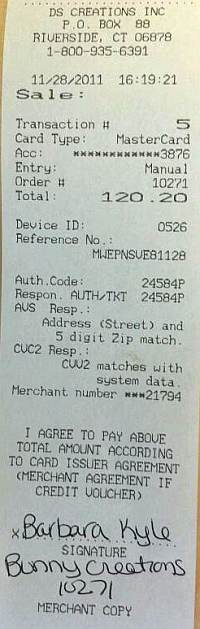 DS CREATIONS INC
P.O. BOX 88
RIVERSIDE, CT 06878
1-800-935-6391
11/28/2011 16:19:21
Sale:
Transaction # 5
Card Type: MasterCard
Acc: ************3876
Entry: Manual
Order # 10271
Total: 120.20
Device ID: 0526
Reference No.:
MWEPNSVE81128
Auth.Code: 24584P
Respon. AUTH/TKT 24584P
AVS Resp.:
Address (Street) and
5 digit Zip match.
CVC2 Resp.:
CVV2 matches with
system data.
Merchant number ***21794
I AGREE TO PAY ABOVE
TOTAL AMOUNT ACCORDING
TO CARD ISSUER AGREEMENT
(MERCHANT AGREEMENT IF
CREDIT VOUCHER)
x Barbara Kyle
SIGNATURE
Bunny Creations
10271
MERCHANT COPY